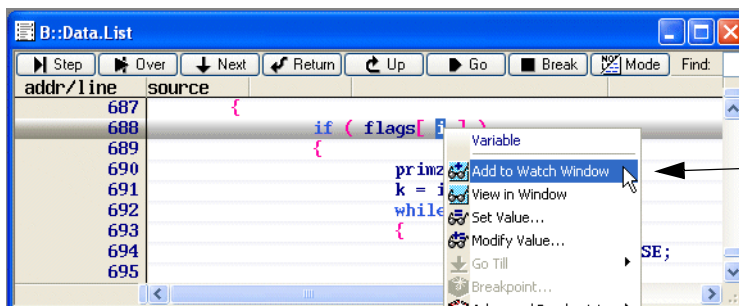 B::Data.List
Step Over Next Return Up Go Break Mode Find:
addr/line source
687 {
688 if ( flags[ i ] )
689 {
690 primz
691 k = i
692 while
693 {
694 SE;
695
Variable
Add to Watch Window
View in Window
Set Value...
Modify Value...
Go Till
Breakpoint...